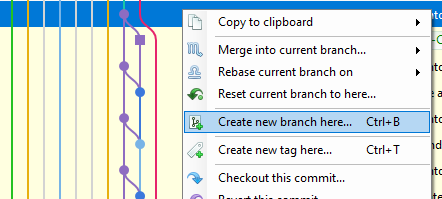 Copy to clipboard
Merge into current branch...
Rebase current branch on
Reset current branch to here...
Create new branch here... Ctrl+B
Create new tag here... Ctrl+T
Checkout this commit...
Revert this commit